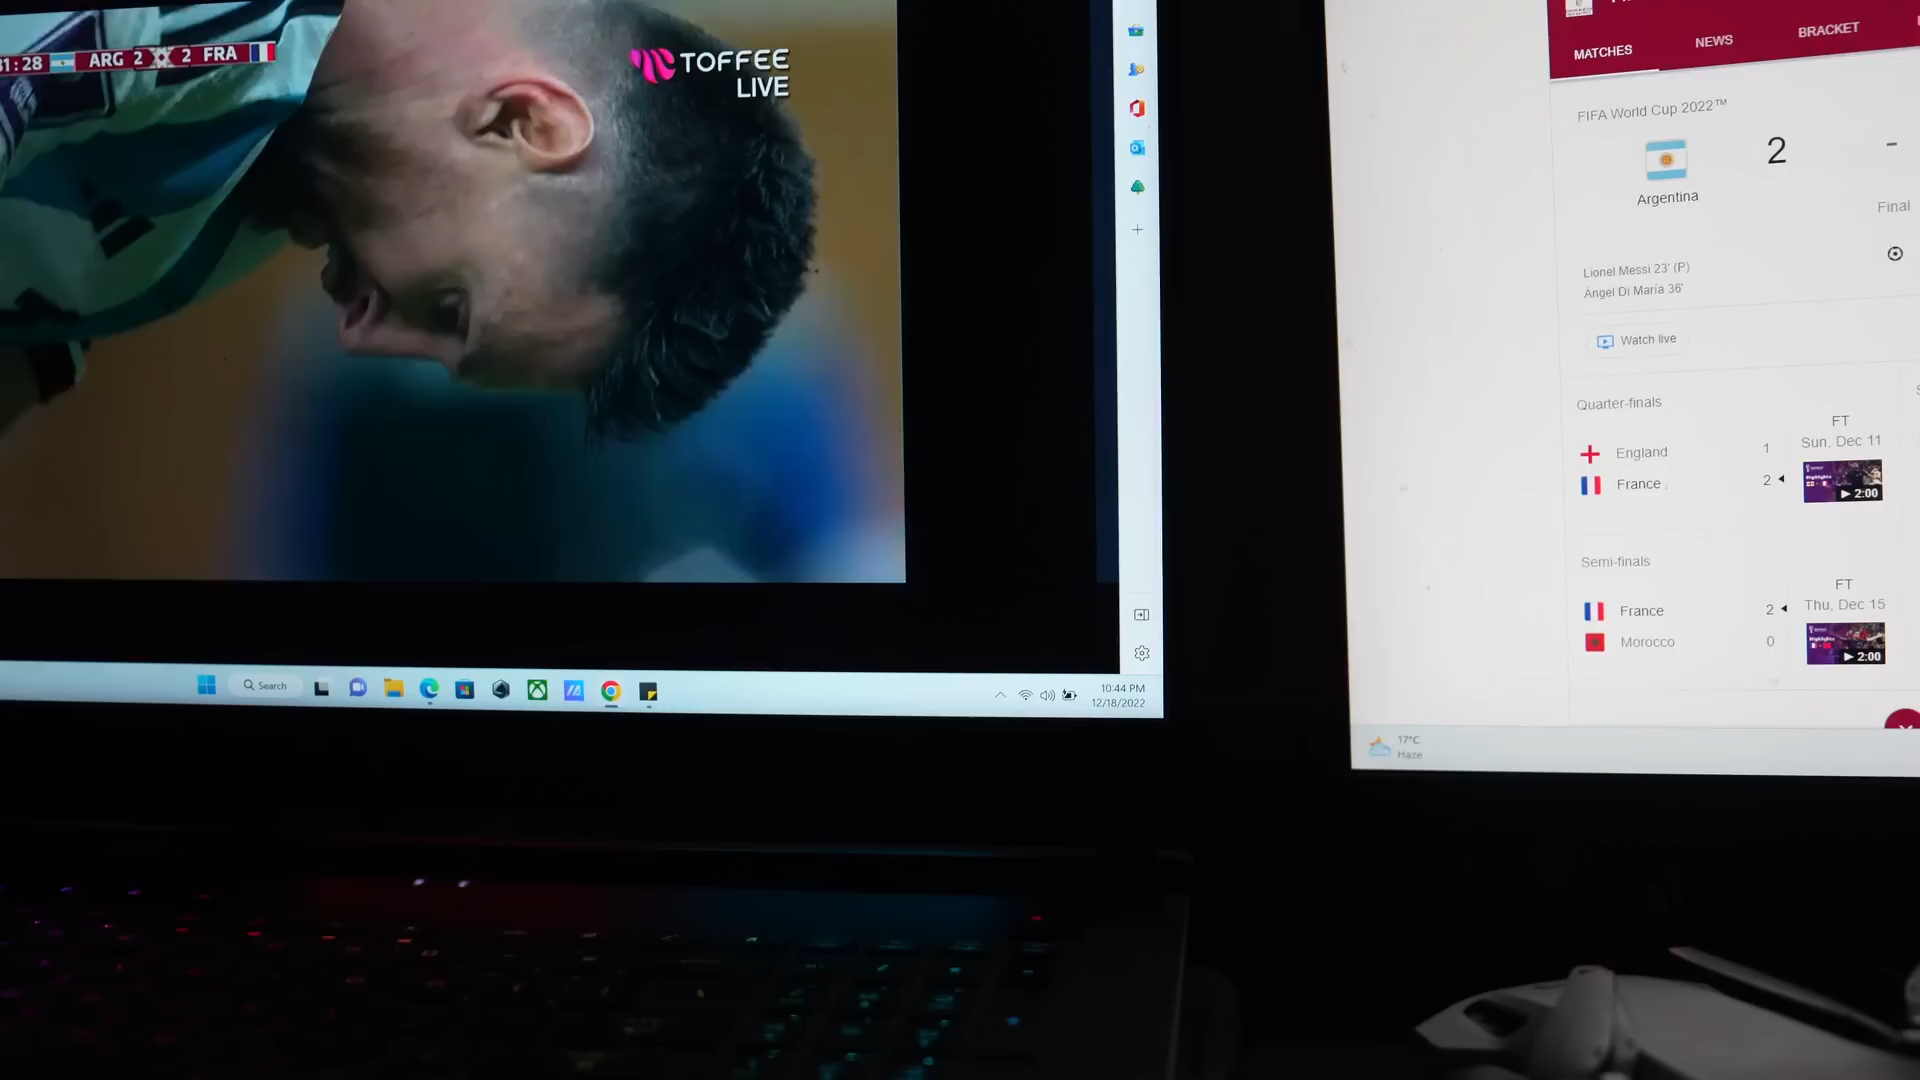 31:28 ARG 2 2 FRA
TOFFEE
LIVE
Search
10:44 PM
12/18/2022
MATCHES NEWS BRACKET
FIFA World Cup 2022™
2 -
Argentina
Final
Lionel Messi 23' (P)
Ángel Di María 36'
Watch live
Quarter-finals
FT
Sun, Dec 11
England 1
France 2
2:00
Semi-finals
FT
Thu, Dec 15
France 2
Morocco 0
2:00
17°C
Haze